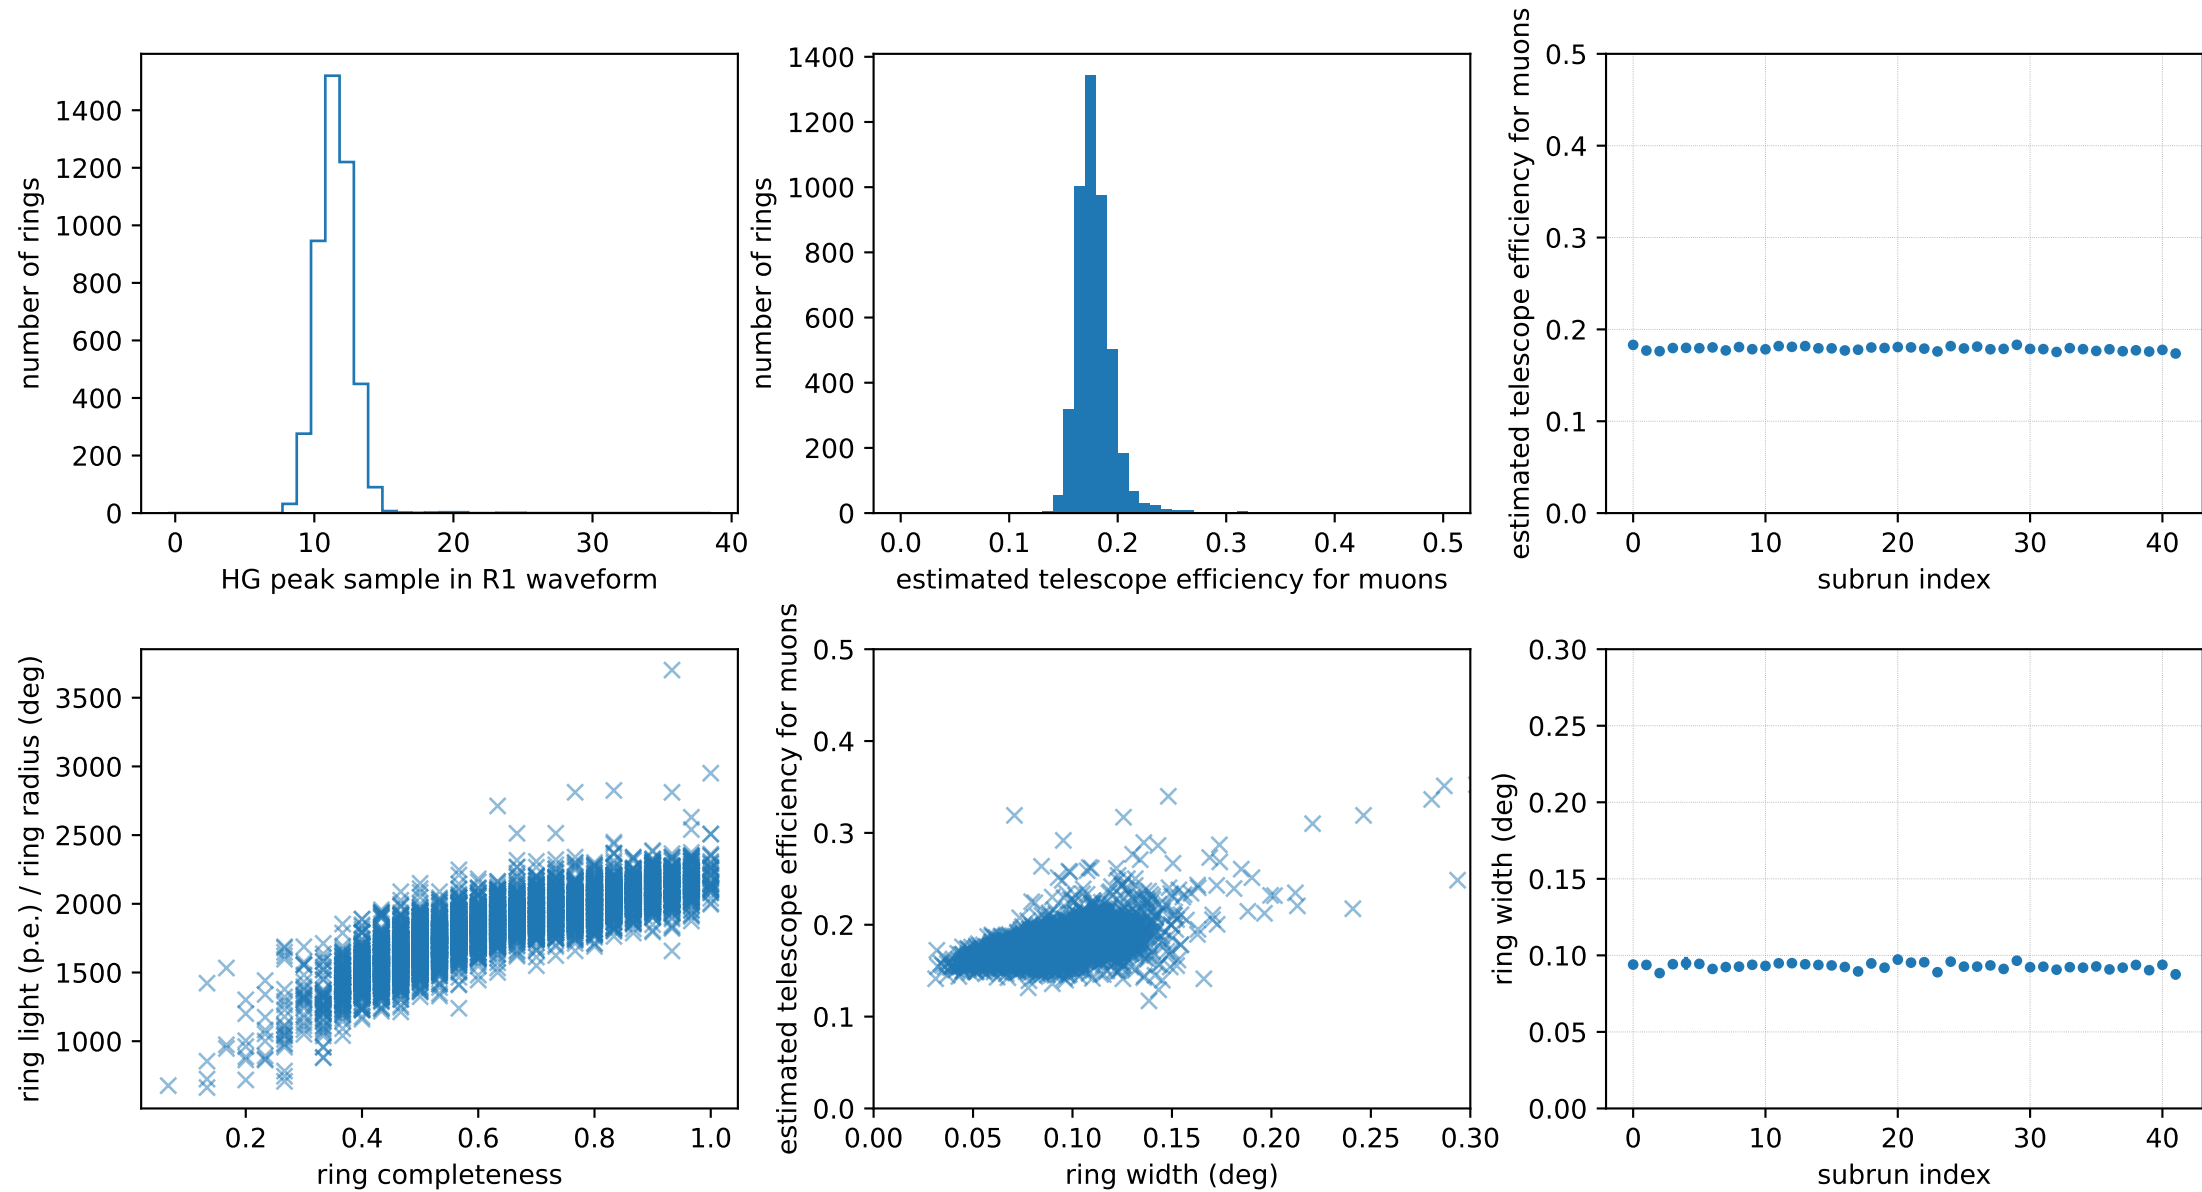 number of rings
1400
1200
1000
800
600
400
200
0
0 10 20 30 40
HG peak sample in R1 waveform
number of rings
1400
1200
1000
800
600
400
200
0
0.0 0.1 0.2 0.3 0.4 0.5
estimated telescope efficiency for muons
estimated telescope efficiency for muons
0.5
0.4
0.3
0.2
0.1
0.0
0 10 20 30 40
subrun index
ring light (p.e.) / ring radius (deg)
3500
3000
2500
2000
1500
1000
0.2 0.4 0.6 0.8 1.0
ring completeness
estimated telescope efficiency for muons
0.5
0.4
0.3
0.2
0.1
0.0
0.00 0.05 0.10 0.15 0.20 0.25 0.30
ring width (deg)
ring width (deg)
0.30
0.25
0.20
0.15
0.10
0.05
0.00
0 10 20 30 40
subrun index